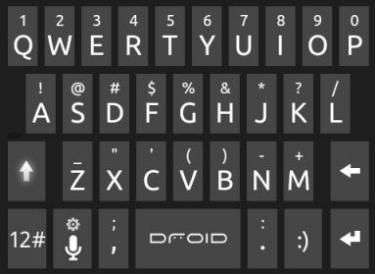 1 2 3 4 5 6 7 8 9 0
Q W E R T Y U I O P
! @ # $ % & * ? /
A S D F G H J K L
_ " ' ( ) - +
Z X C V B N M
; :
12# , DROID . :)